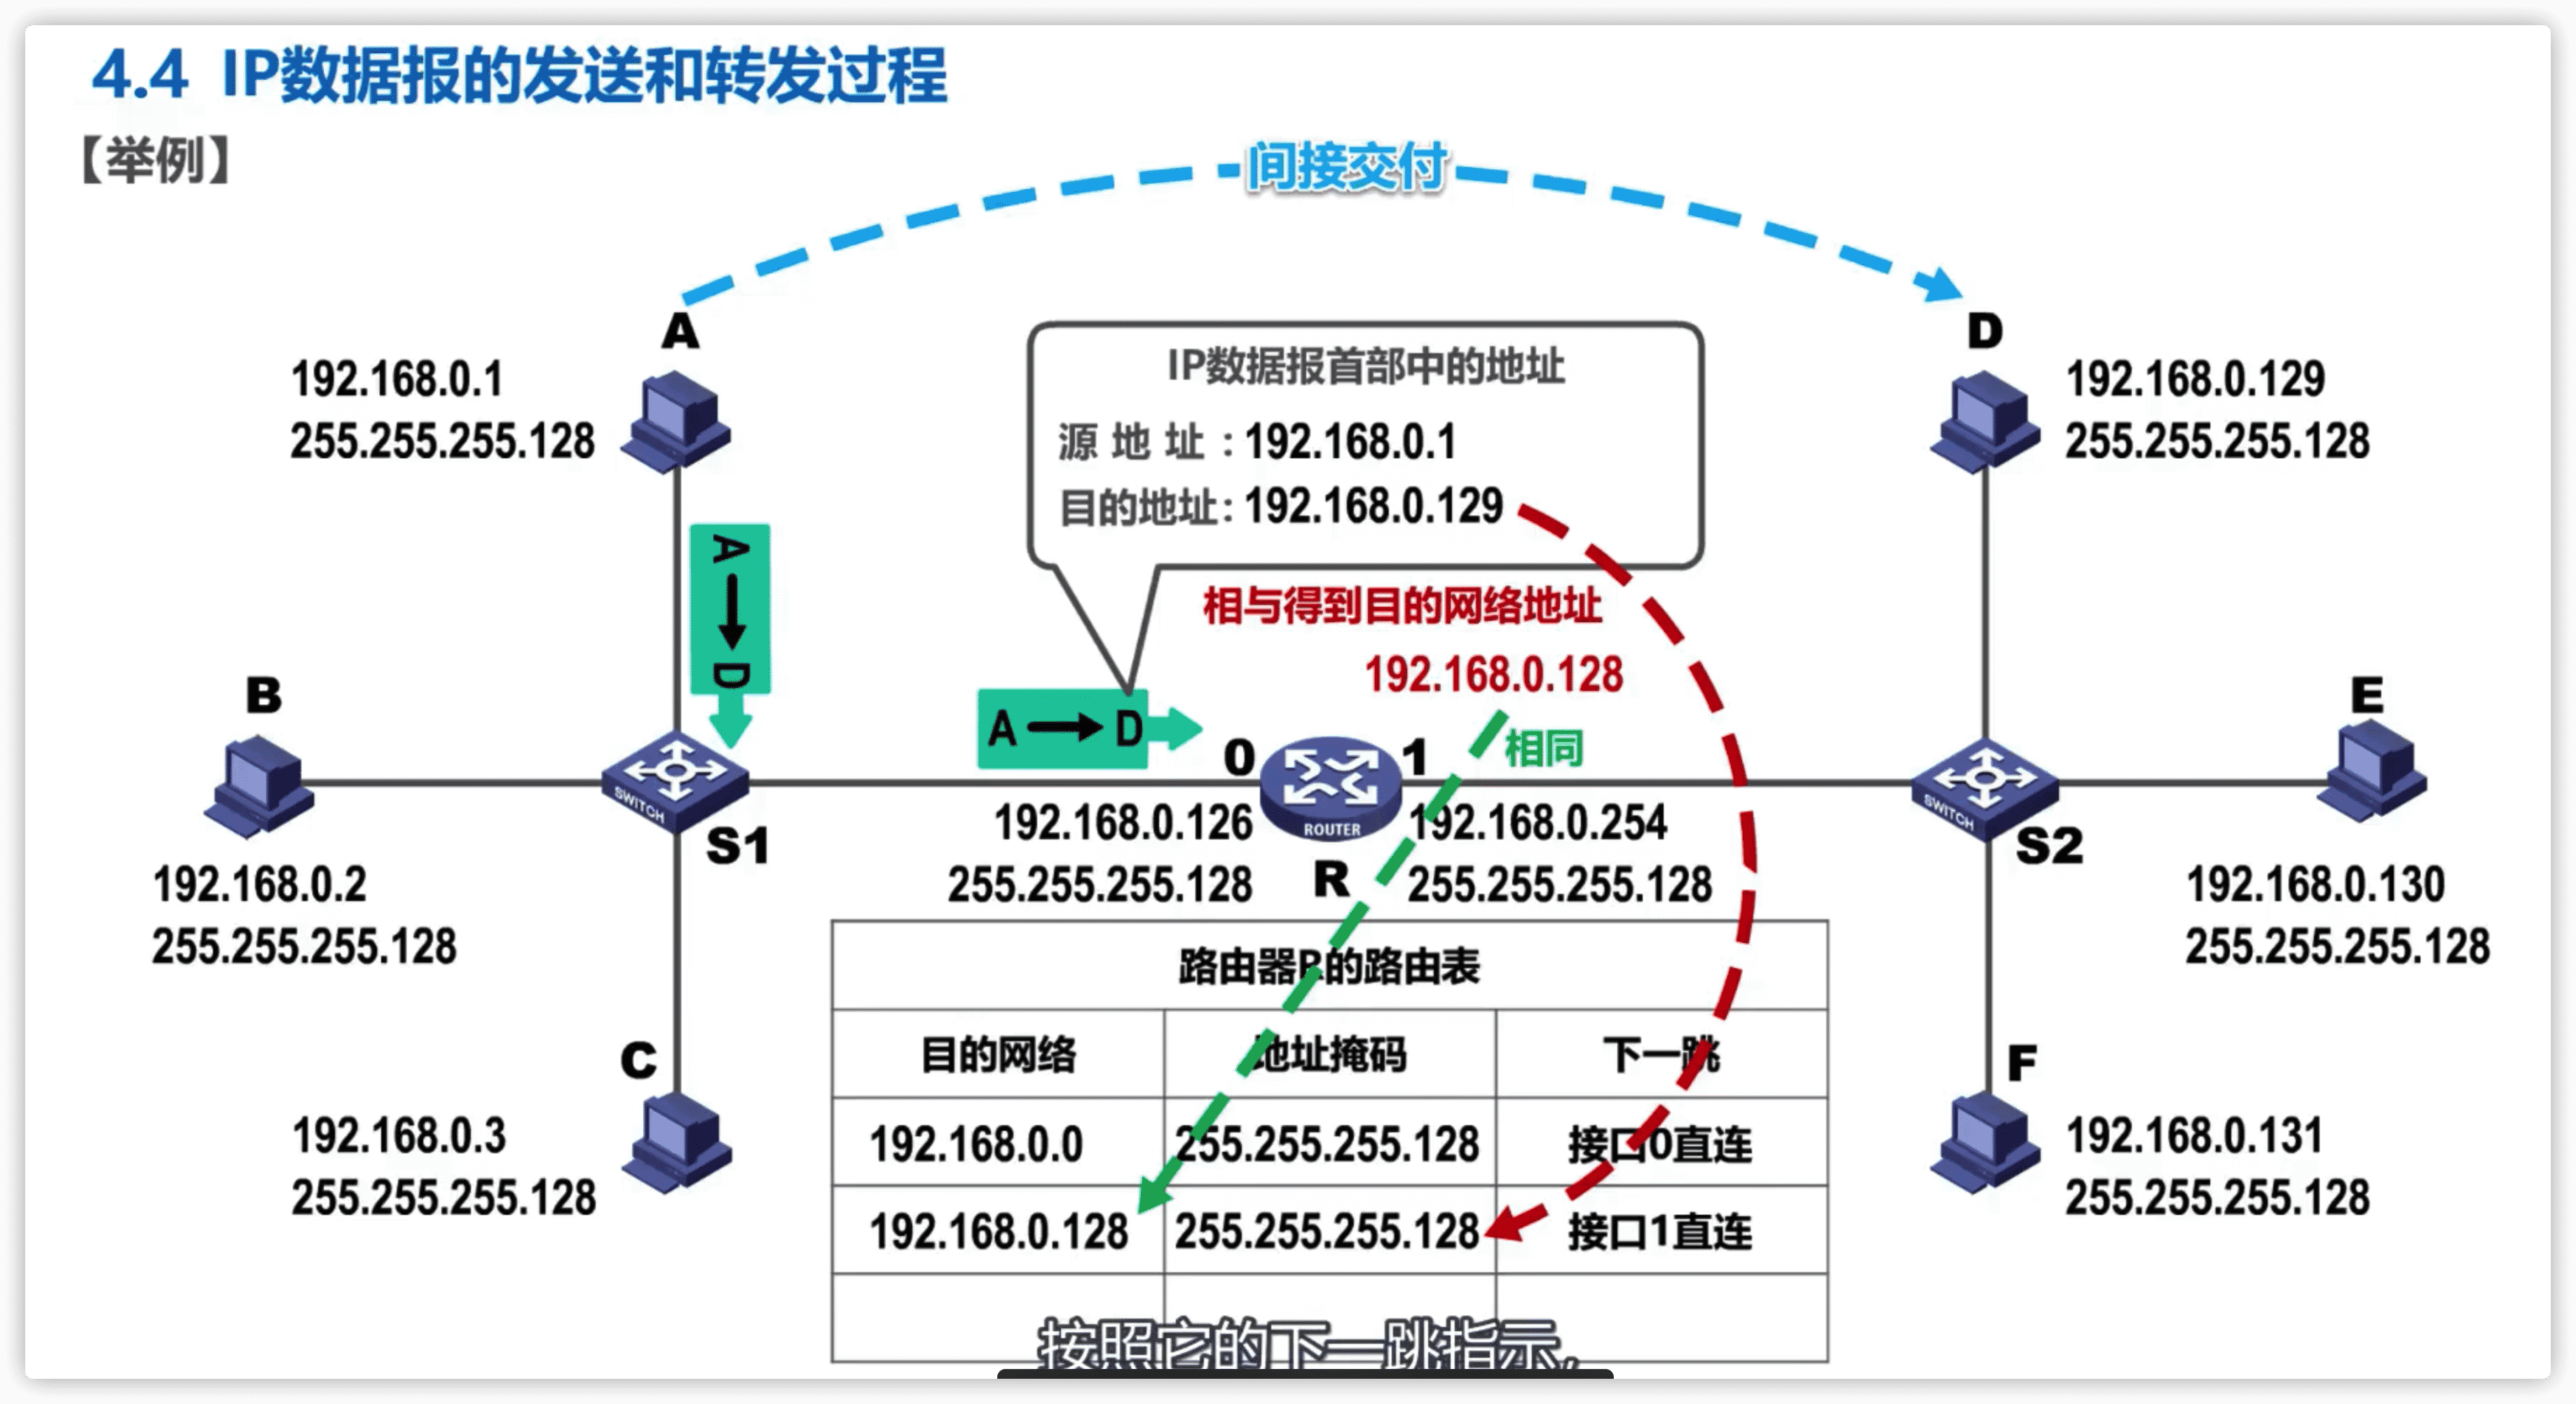 4.4 IP数据报的发送和转发过程
【举例】
间接交付
A
192.168.0.1
255.255.255.128
D
192.168.0.129
255.255.255.128
IP数据报首部中的地址
源地址：192.168.0.1
目的地址：192.168.0.129
A→D
相与得到目的网络地址
192.168.0.128
相同
B
192.168.0.2
255.255.255.128
SWITCH
S1
A→D
0
1
ROUTER
R
192.168.0.126
255.255.255.128
192.168.0.254
255.255.255.128
SWITCH
S2
E
192.168.0.130
255.255.255.128
C
192.168.0.3
255.255.255.128
F
192.168.0.131
255.255.255.128
路由器R的路由表
目的网络 地址掩码 下一跳
192.168.0.0 255.255.255.128 接口0直连
192.168.0.128 255.255.255.128 接口1直连
按照它的下一跳指示,